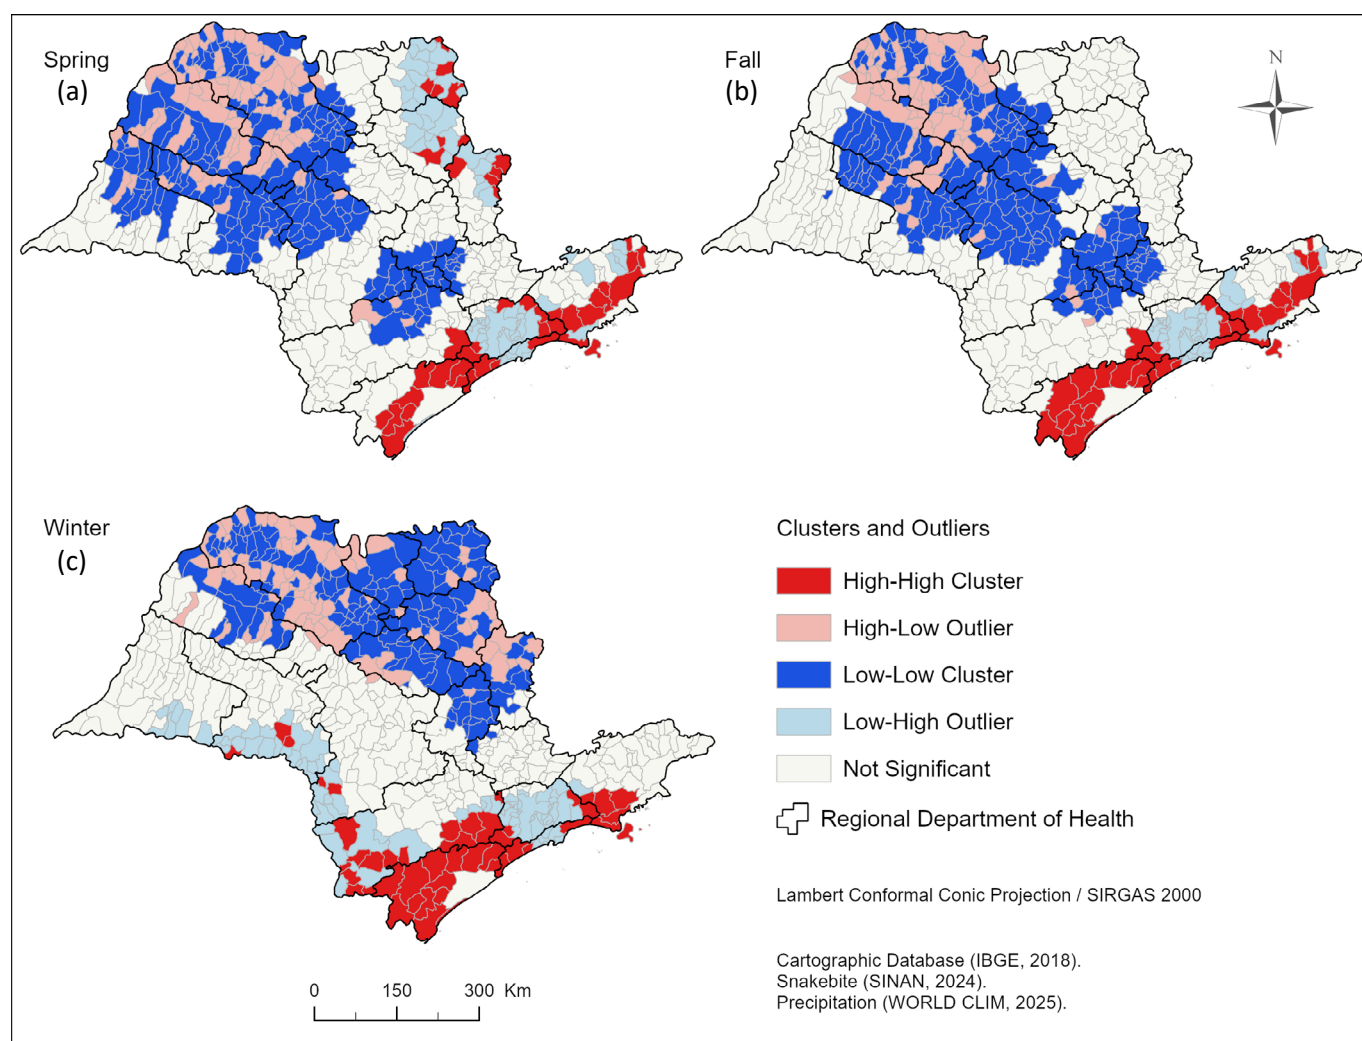 Spring
(a)
Fall
(b)
N
Winter
(c)
Clusters and Outliers
High-High Cluster
High-Low Outlier
Low-Low Cluster
Low-High Outlier
Not Significant
Regional Department of Health
Lambert Conformal Conic Projection / SIRGAS 2000
Cartographic Database (IBGE, 2018).
Snakebite (SINAN, 2024).
Precipitation (WORLD CLIM, 2025).
0 150 300 Km